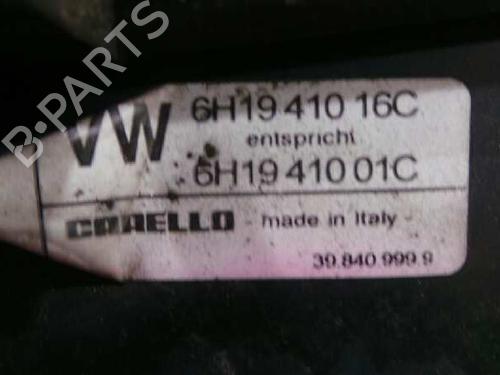 B-PARTS
VW 6H19 410 16C
entspricht
6H19 410 01C
CARELLO - made in Italy -
39.840.999.9